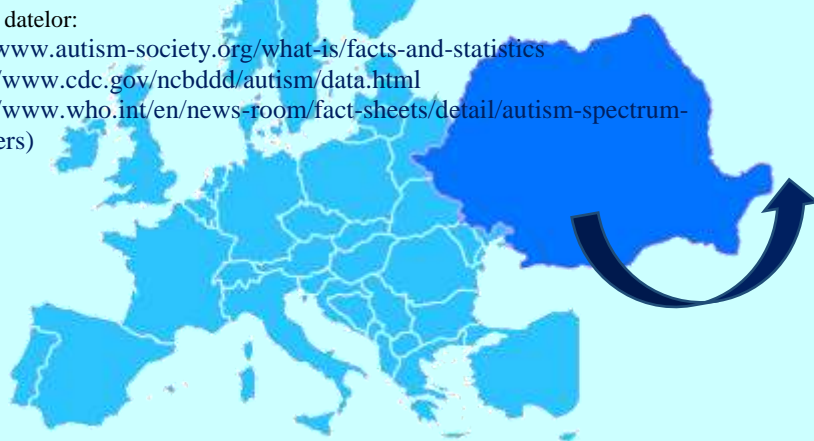 datelor:
www.autism-society.org/what-is/facts-and-statistics
/www.cdc.gov/ncbddd/autism/data.html
/www.who.int/en/news-room/fact-sheets/detail/autism-spectrum-
ers)